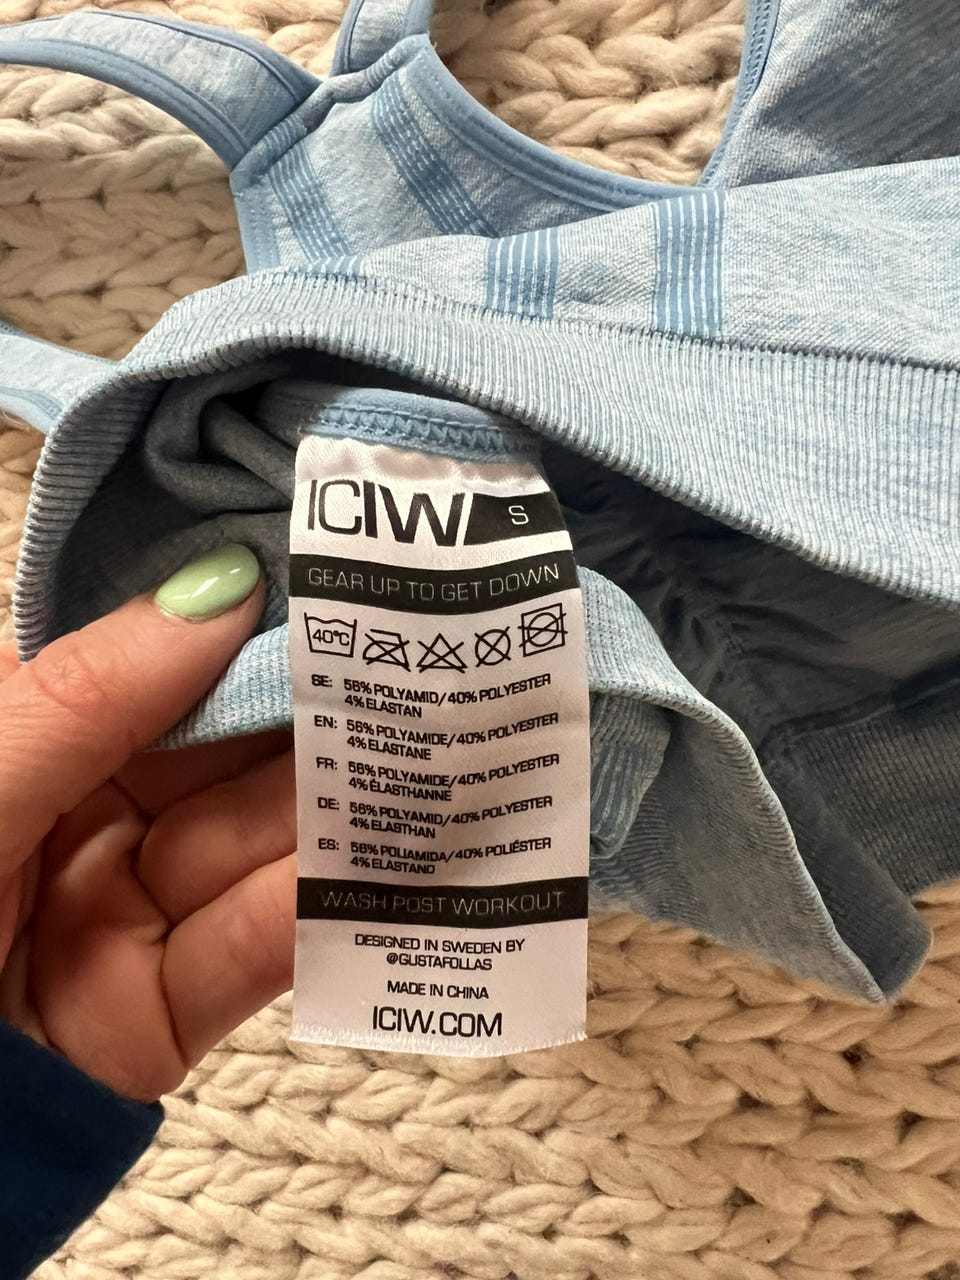 ICIW S
GEAR UP TO GET DOWN
40°C
SE: 56% POLYAMID/40% POLYESTER
4% ELASTAN
EN: 56% POLYAMIDE/40% POLYESTER
4% ELASTANE
FR: 56% POLYAMIDE/40% POLYESTER
4% ÉLASTHANNE
DE: 56% POLYAMID/40% POLYESTER
4% ELASTHAN
ES: 56% POLIAMIDA/40% POLIÉSTER
4% ELASTANO
WASH POST WORKOUT
DESIGNED IN SWEDEN BY
@GUSTAFOLLAS
MADE IN CHINA
ICIW.COM